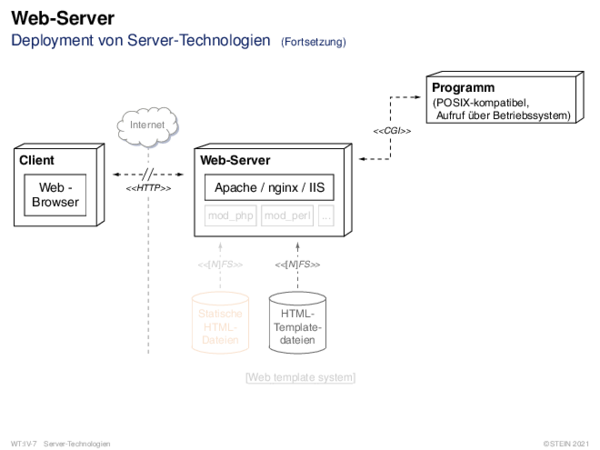 Web-Server
Deployment von Server-Technologien (Fortsetzung)
Programm
(POSIX-kompatibel,
Aufruf über Betriebssystem)
Internet
<<CGI>>
Client
Web-Server
Web -
Browser
<<HTTP>>
Apache / nginx / IIS
mod_php
mod_perl
...
<<[N]FS>>
<<[N]FS>>
Statische
HTML-
Dateien
HTML-
Template-
dateien
[Web template system]
WT:IV-7 Server-Technologien
©STEIN 2021